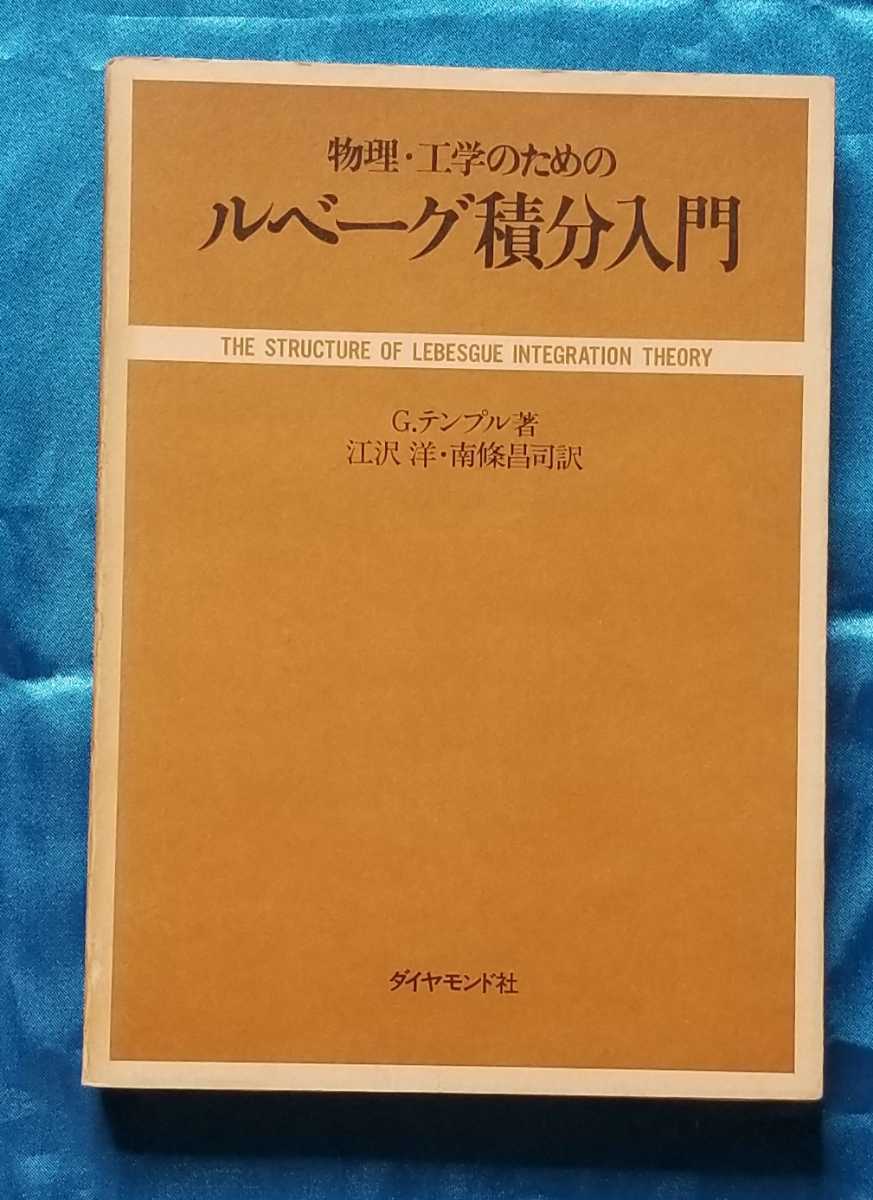 物理・工学のための
ルベーグ積分入門
THE STRUCTURE OF LEBESGUE INTEGRATION THEORY
G.テンプル著
江沢 洋・南條昌司訳
ダイヤモンド社